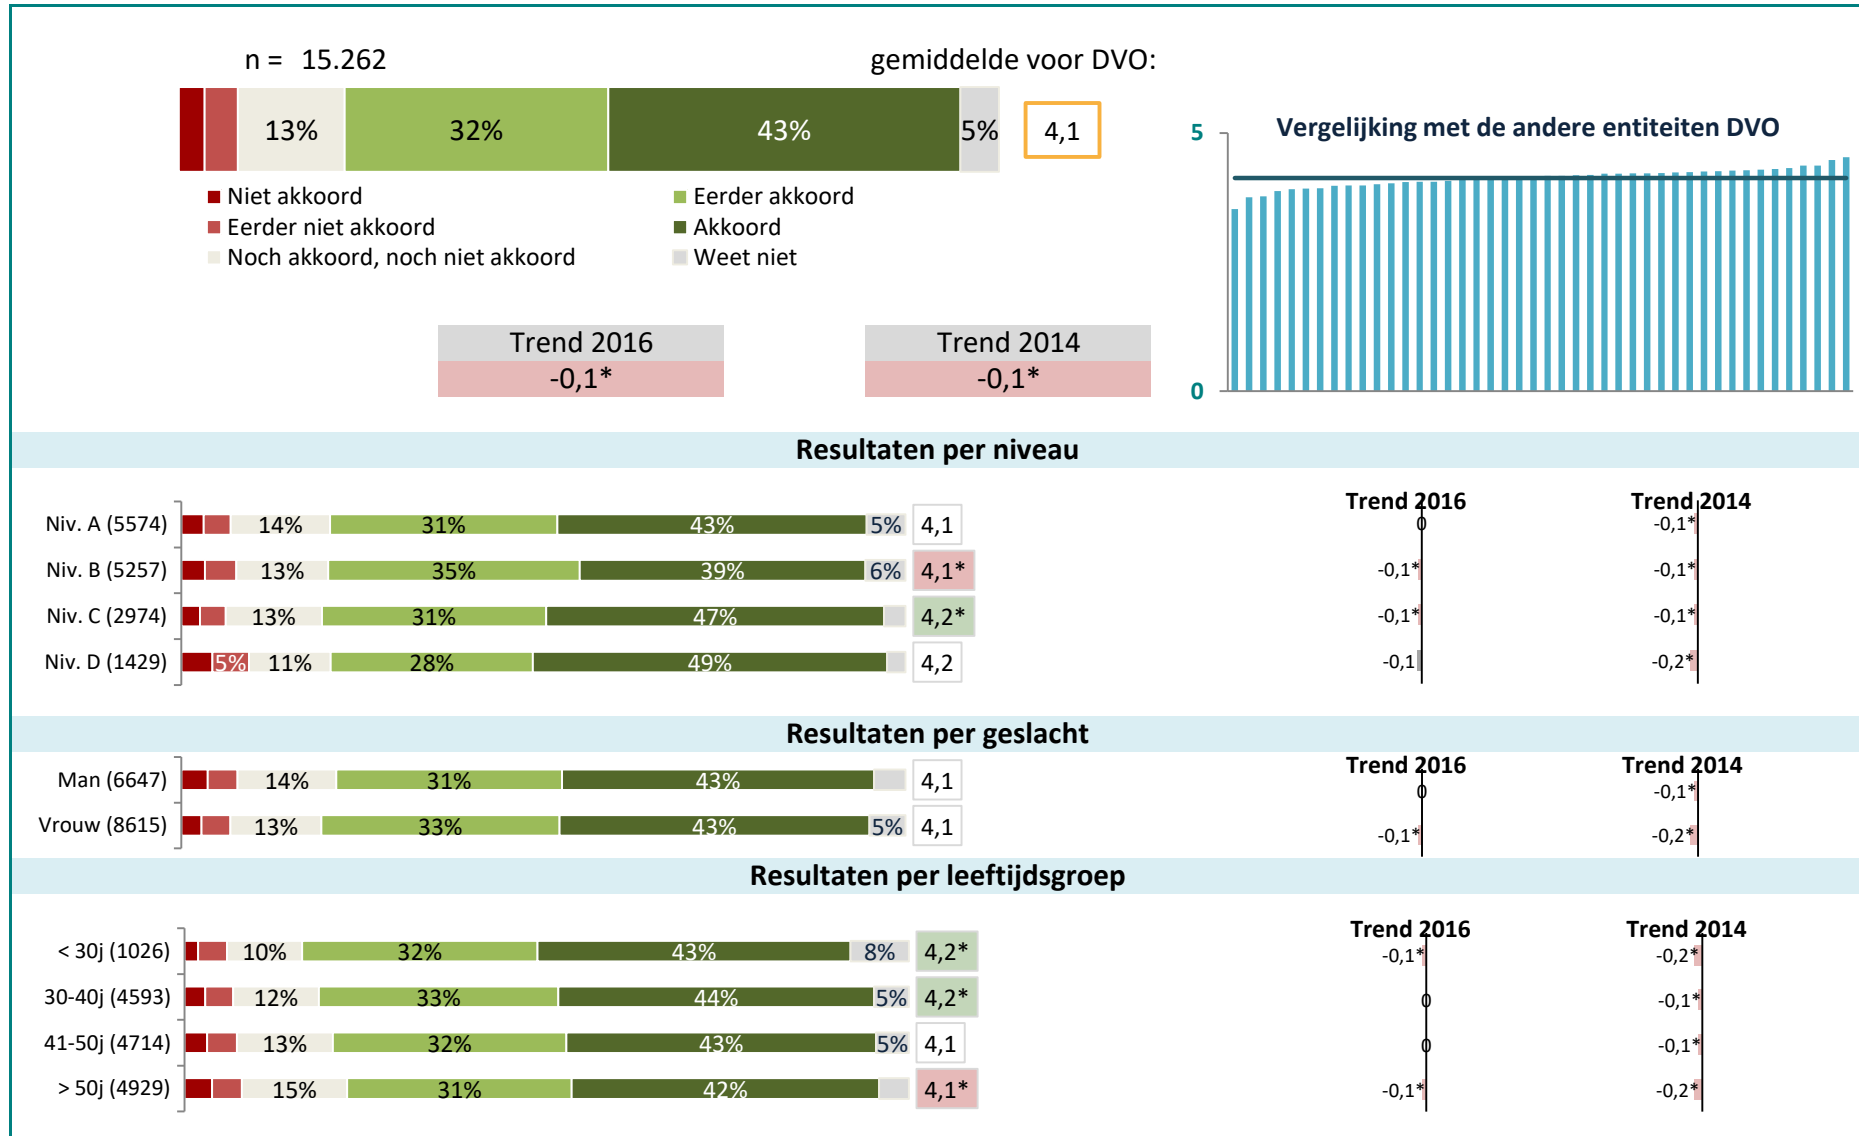 n = 15.262
gemiddelde voor DVO:
13% 32% 43% 5% 4,1
Niet akkoord
Eerder akkoord
Eerder niet akkoord
Akkoord
Noch akkoord, noch niet akkoord
Weet niet
Vergelijking met de andere entiteiten DVO
5
0
Trend 2016
-0,1*
Trend 2014
-0,1*
Resultaten per niveau
Trend 2016 Trend 2014
Niv. A (5574) 14% 31% 43% 5% 4,1 0 -0,1*
Niv. B (5257) 13% 35% 39% 6% 4,1* -0,1* -0,1*
Niv. C (2974) 13% 31% 47% 4,2* -0,1* -0,1*
Niv. D (1429) 5% 11% 28% 49% 4,2 -0,1 -0,2*
Resultaten per geslacht
Trend 2016 Trend 2014
Man (6647) 14% 31% 43% 4,1 0 -0,1*
Vrouw (8615) 13% 33% 43% 5% 4,1 -0,1* -0,2*
Resultaten per leeftijdsgroep
Trend 2016 Trend 2014
< 30j (1026) 10% 32% 43% 8% 4,2* -0,1* -0,2*
30-40j (4593) 12% 33% 44% 5% 4,2* 0 -0,1*
41-50j (4714) 13% 32% 43% 5% 4,1 0 -0,1*
> 50j (4929) 15% 31% 42% 4,1* -0,1* -0,2*